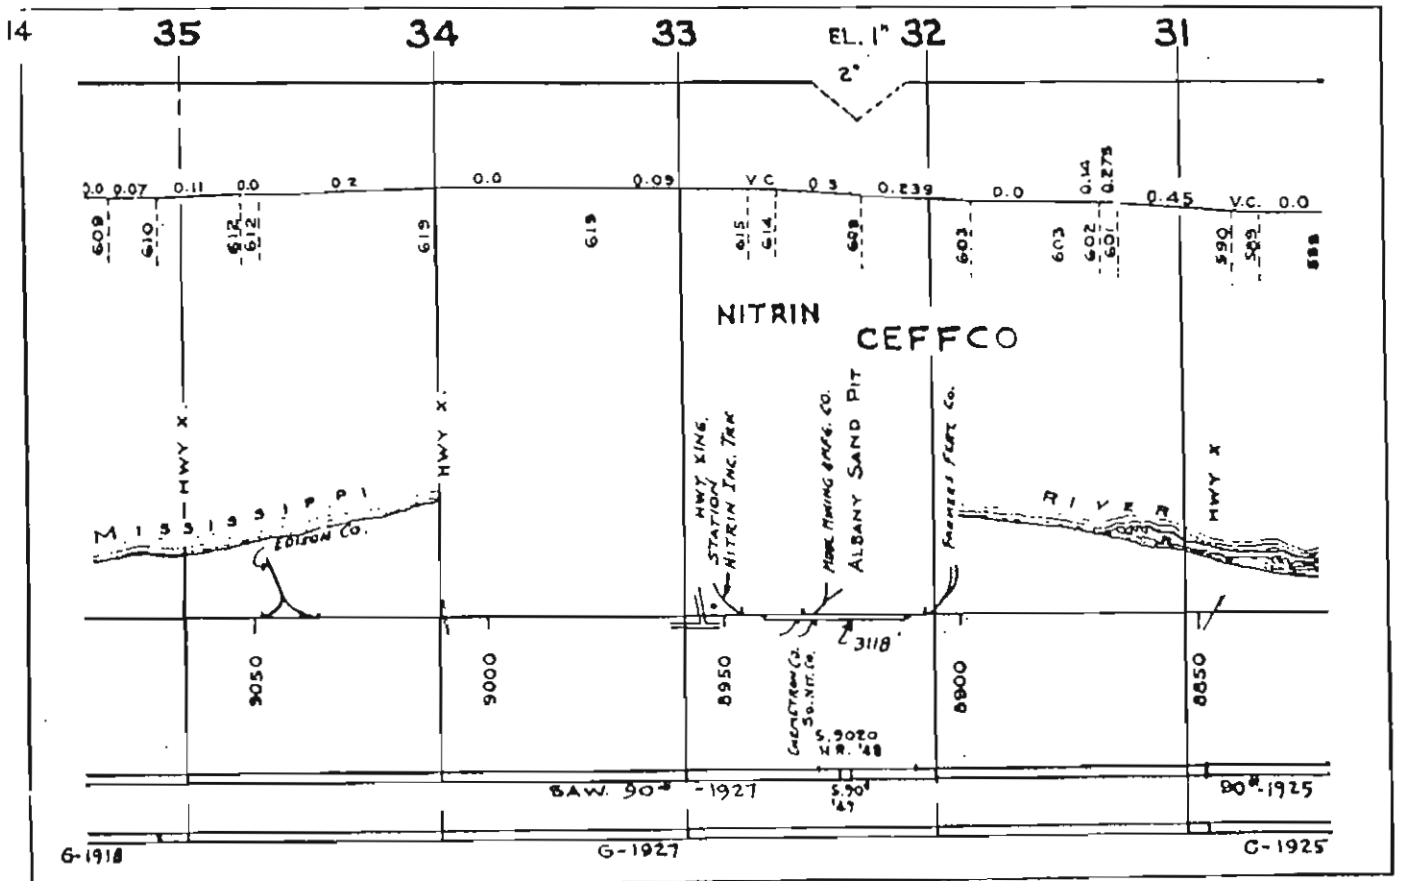 14
35 34 33 EL. 1" 32 31
2°
0.0 0.07 0.11 0.0 0.2 0.0 0.09 V.C 0.3 0.239 0.0 0.14 0.275 0.45 V.C. 0.0
609 610 612 612 619 619 615 614 608 603 603 602 601 590 589 588
NITRIN
CEFFCO
HWY X.
HWY X.
HWY XING.
STATION
NITRIN INC. TRK
MINING & MFG. CO.
ALBANY SAND PIT
FARMERS FERT CO.
HWY X
MISSISSIPPI
RIVER
EDISON CO.
3118'
9050 9000 8950 8900 8850
CHEMETRON CO.
SO. NIT. CO.
S. 9020
N.R. '48
BAW. 90# -1927
S. 90#
'49
90#-1925
G-1918
G-1927
C-1925